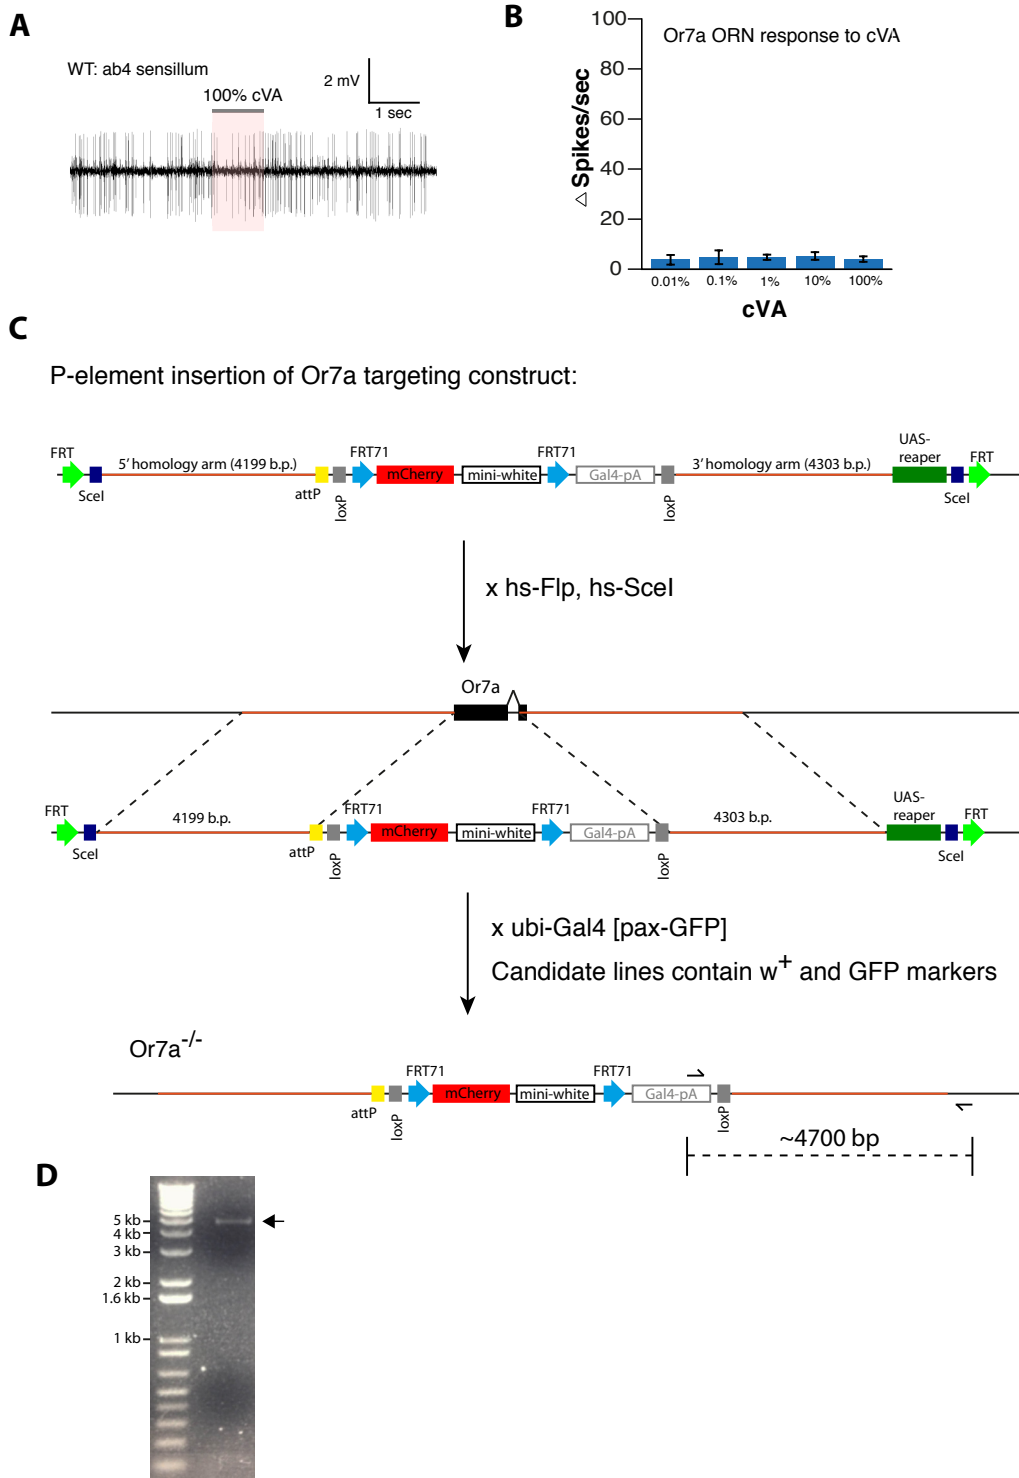 A
WT: ab4 sensillum
100% cVA
2 mV
1 sec
B
Or7a ORN response to cVA
△ Spikes/sec
100
80
60
40
20
0
0.01% 0.1% 1% 10% 100%
cVA
C
P-element insertion of Or7a targeting construct:
FRT
SceI
5' homology arm (4199 b.p.)
attP
loxP
FRT71
mCherry
mini-white
FRT71
Gal4-pA
loxP
3' homology arm (4303 b.p.)
UAS-
reaper
SceI
FRT
x hs-Flp, hs-SceI
Or7a
FRT
SceI
4199 b.p.
attP
loxP
FRT71
mCherry
mini-white
FRT71
Gal4-pA
loxP
4303 b.p.
UAS-
reaper
SceI
FRT
x ubi-Gal4 [pax-GFP]
Candidate lines contain w+ and GFP markers
Or7a-/-
attP
loxP
FRT71
mCherry
mini-white
FRT71
Gal4-pA
loxP
~4700 bp
D
5 kb
4 kb
3 kb
2 kb
1.6 kb
1 kb